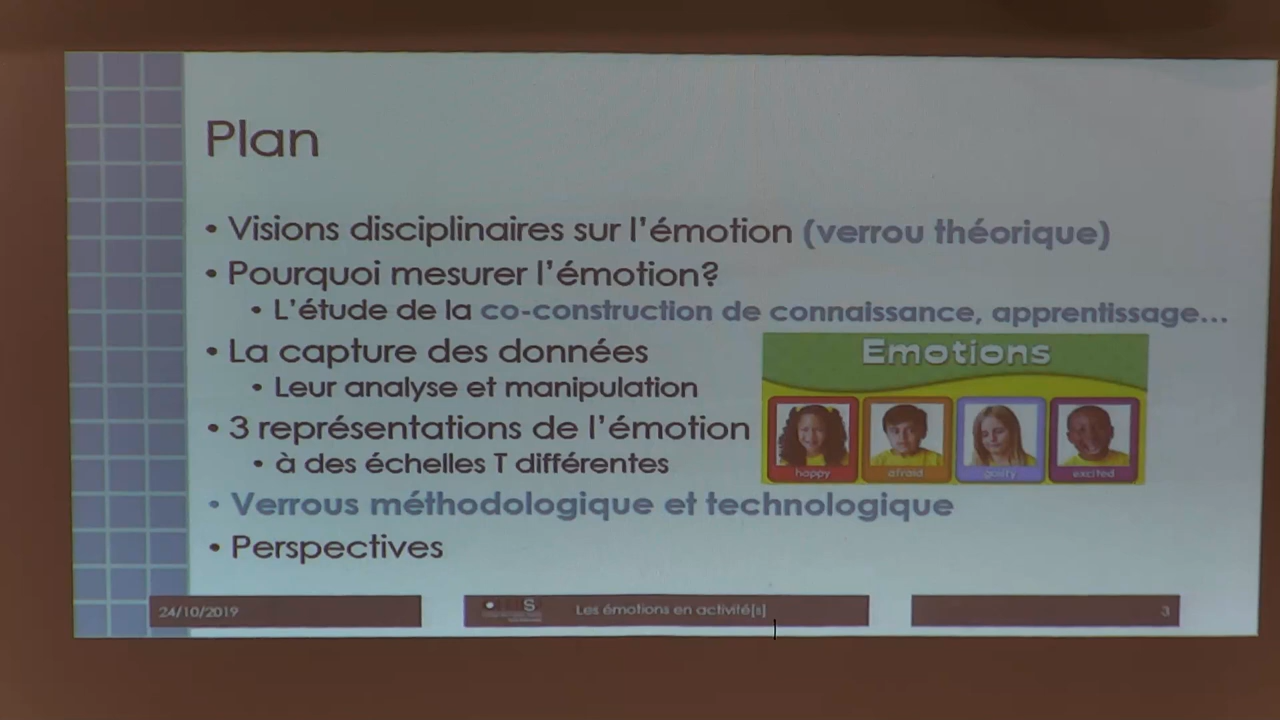 Plan
• Visions disciplinaires sur l'émotion (verrou théorique)
• Pourquoi mesurer l'émotion?
• L'étude de la co-construction de connaissance, apprentissage...
• La capture des données
• Leur analyse et manipulation
• 3 représentations de l'émotion
• à des échelles T différentes
Emotions
happy
afraid
guilty
excited
• Verrous méthodologique et technologique
• Perspectives
24/10/2019
Les émotions en activité[s]
3